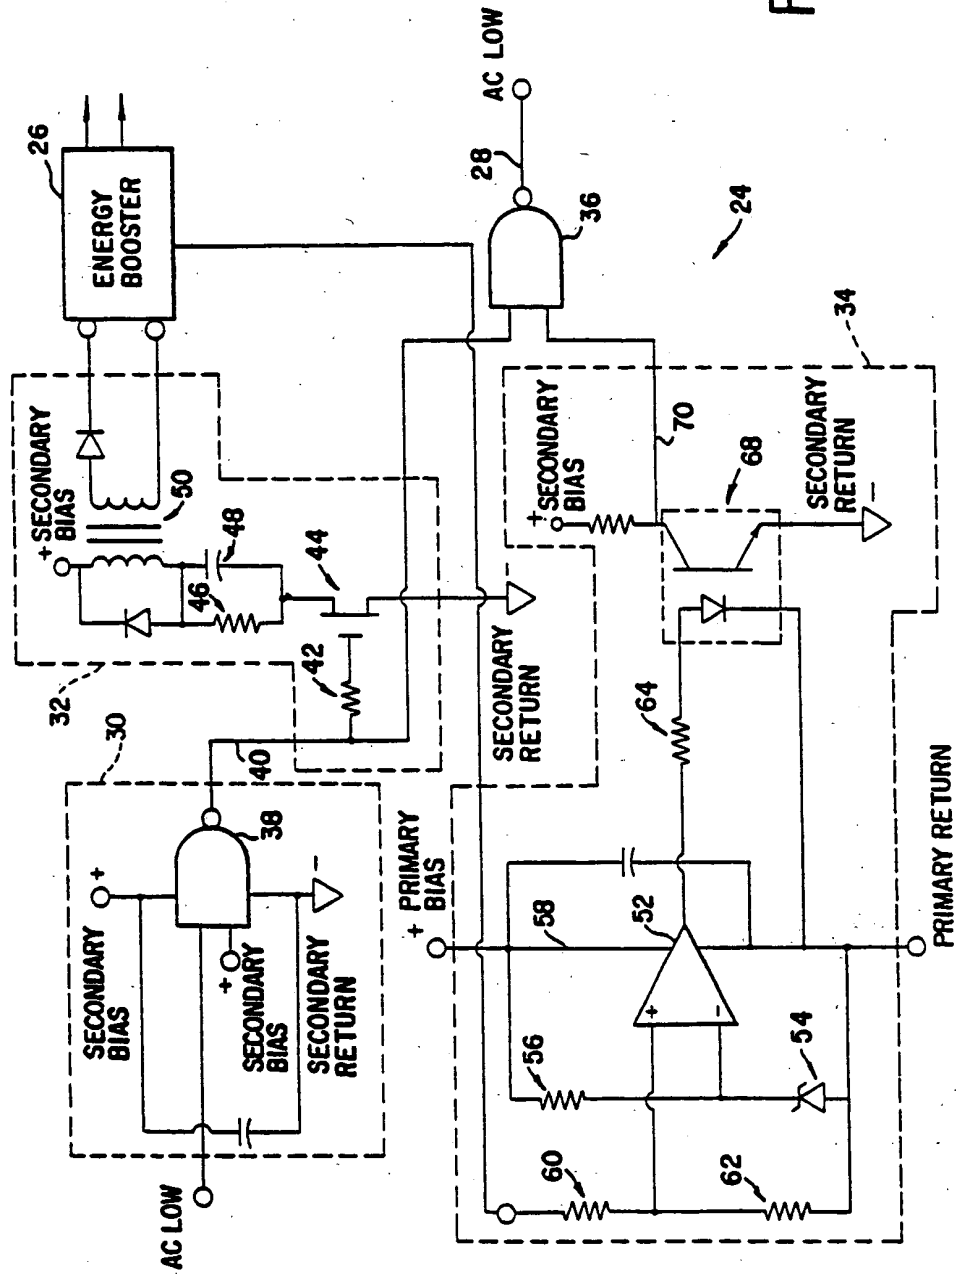 F
AC LOW
28
36
24
26
ENERGY
BOOSTER
34
+ SECONDARY
BIAS
50
48
46
44
42
32
30
40
38
+
SECONDARY
BIAS
+
SECONDARY
BIAS
SECONDARY
RETURN
-
AC LOW
SECONDARY
RETURN
-
+ SECONDARY
BIAS
70
68
SECONDARY
RETURN
-
64
+ PRIMARY
BIAS
58
52
+
-
56
54
60
62
PRIMARY RETURN